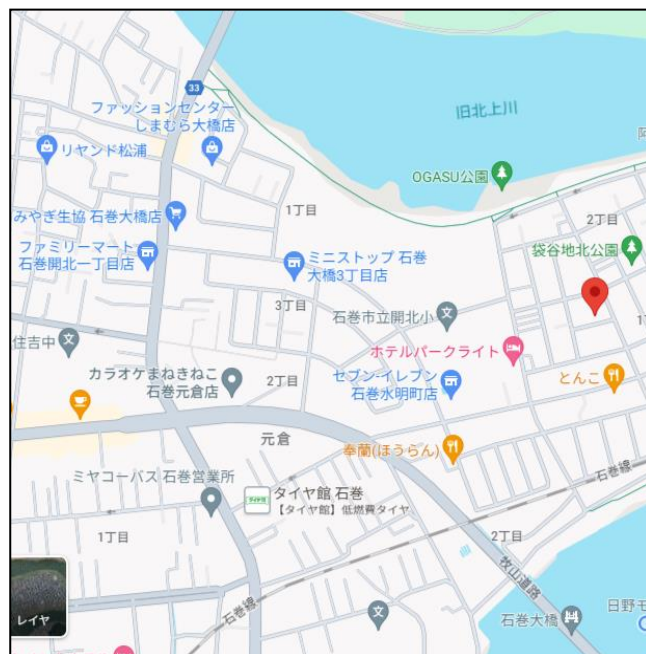 33
ファッションセンター
しまむら大橋店
リヤンド松浦
旧北上川
OGASU公園
1丁目
2丁目
みやぎ生協 石巻大橋店
ファミリーマート
石巻開北一丁目店
ミニストップ 石巻
大橋3丁目店
袋谷地北公園
3丁目
石巻市立開北小
文
住吉中
文
ホテルパークライト
カラオケまねきねこ
石巻元倉店
2丁目
セブン-イレブン
石巻水明町店
とんこ
元倉
奉蘭(ほうらん)
石巻線
ミヤコーバス 石巻営業所
タイヤ館 石巻
【タイヤ館】低燃費タイヤ
1丁目
2丁目
牧山道路
石巻線
レイヤ
文
石巻大橋
日野モ